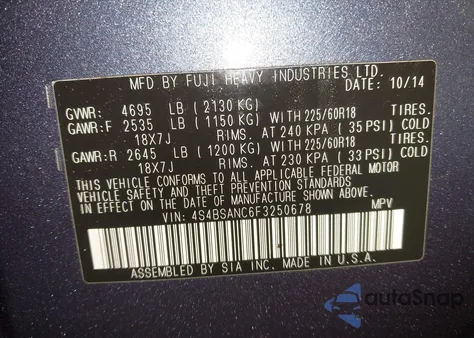 MFD BY FUJI HEAVY INDUSTRIES LTD.
DATE: 10/14
GVWR: 4695 LB (2130 KG)
GAWR:F 2535 LB (1150 KG) WITH 225/60R18 TIRES.
18X7J RIMS. AT 240 KPA (35 PSI) COLD
GAWR:R 2645 LB (1200 KG) WITH 225/60R18 TIRES.
18X7J RIMS. AT 230 KPA (33 PSI) COLD
THIS VEHICLE CONFORMS TO ALL APPLICABLE FEDERAL MOTOR
VEHICLE SAFETY AND THEFT PREVENTION STANDARDS
IN EFFECT ON THE DATE OF MANUFACTURE SHOWN ABOVE.
VIN: 4S4BSANC6F3250678 MPV
ASSEMBLED BY SIA INC. MADE IN U.S.A.
autoSnap